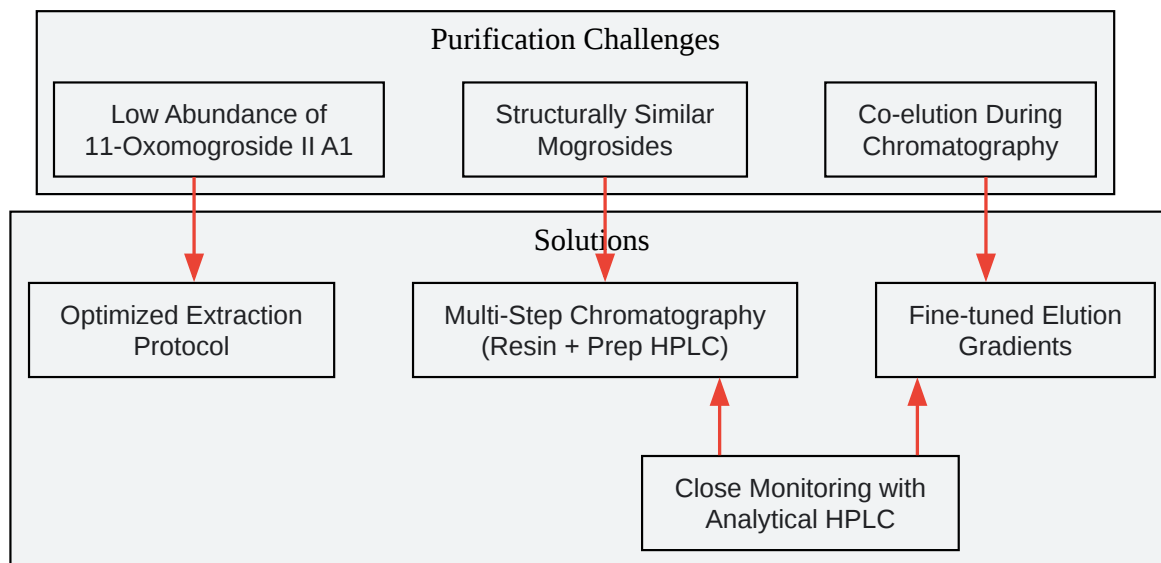 Purification Challenges
Low Abundance of
11-Oxomogroside II A1
Structurally Similar
Mogrosides
Co-elution During
Chromatography
Solutions
Optimized Extraction
Protocol
Multi-Step Chromatography
(Resin + Prep HPLC)
Fine-tuned Elution
Gradients
Close Monitoring with
Analytical HPLC